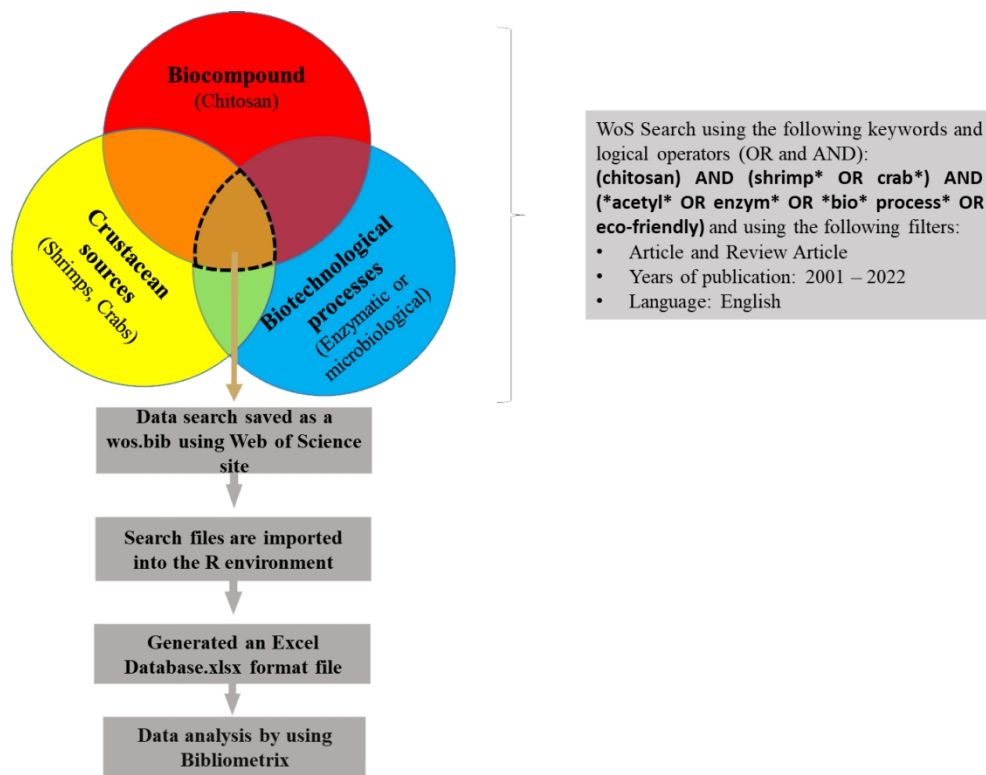 Biocompound
(Chitosan)
Crustacean
sources
(Shrimps, Crabs)
Biotechnological
processes
(Enzymatic or
microbiological)
WoS Search using the following keywords and
logical operators (OR and AND):
(chitosan) AND (shrimp* OR crab*) AND
(*acetyl* OR enzym* OR *bio* process* OR
eco-friendly) and using the following filters:
• Article and Review Article
• Years of publication: 2001 – 2022
• Language: English
Data search saved as a
wos.bib using Web of Science
site
Search files are imported
into the R environment
Generated an Excel
Database.xlsx format file
Data analysis by using
Bibliometrix